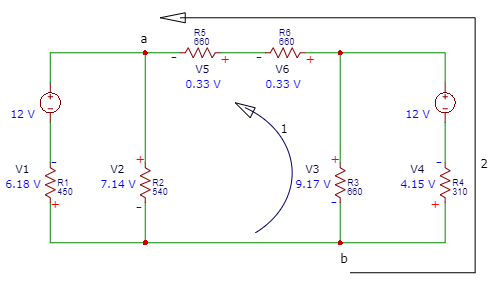 a
R5
660
V5
0.33 V
R6
660
V6
0.33 V
12 V
12 V
1
2
V1
6.18 V
R1
450
V2
7.14 V
R2
540
V3
9.17 V
R3
660
V4
4.15 V
R4
310
b